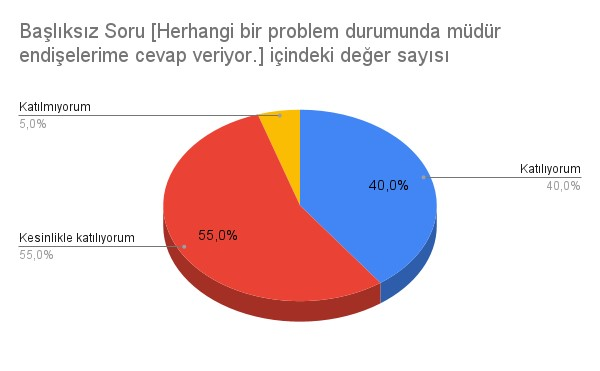 Başlıksız Soru [Herhangi bir problem durumunda müdür
endişelerime cevap veriyor.] içindeki değer sayısı
Katılmıyorum
5,0%
Katılıyorum
40,0%
40,0%
Kesinlikle katılıyorum
55,0%
55,0%